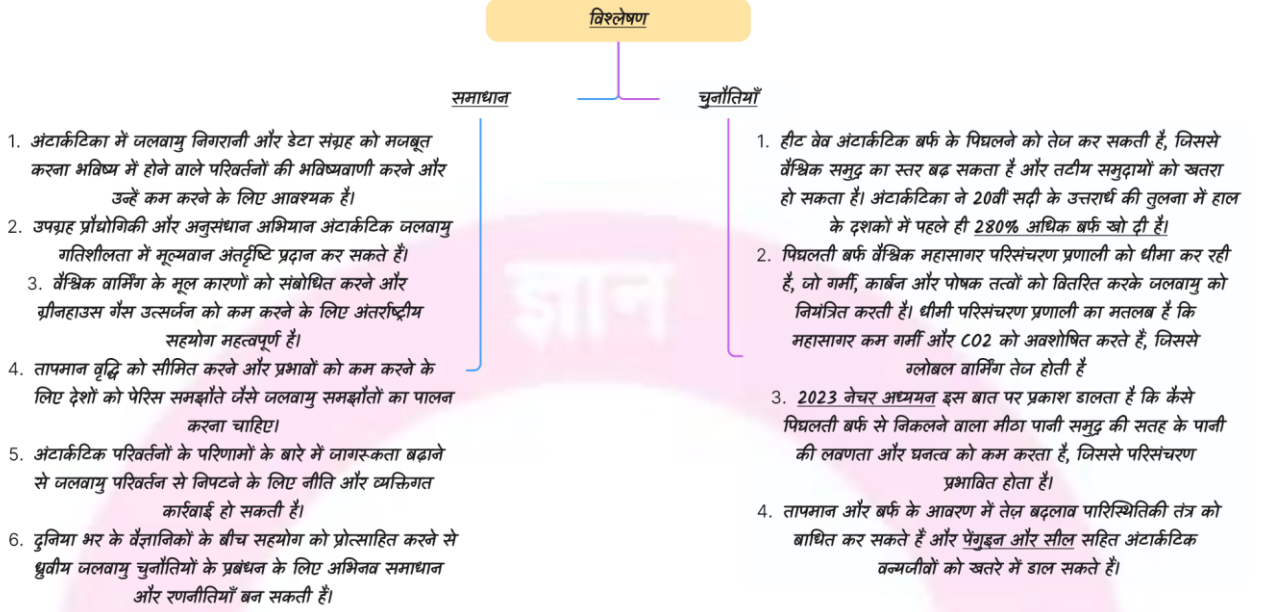 विश्लेषण
समाधान
1. अंटार्कटिका में जलवायु निगरानी और डेटा संग्रह को मजबूत
करना भविष्य में होने वाले परिवर्तनों की भविष्यवाणी करने और
उन्हें कम करने के लिए आवश्यक है।
2. उपग्रह प्रौद्योगिकी और अनुसंधान अभियान अंटार्कटिक जलवायु
गतिशीलता में मूल्यवान अंतर्दृष्टि प्रदान कर सकते हैं।
3. वैश्विक वार्मिंग के मूल कारणों को संबोधित करने और
ग्रीनहाउस गैस उत्सर्जन को कम करने के लिए अंतर्राष्ट्रीय
सहयोग महत्वपूर्ण है।
4. तापमान वृद्धि को सीमित करने और प्रभावों को कम करने के
लिए देशों को पेरिस समझौते जैसे जलवायु समझौतों का पालन
करना चाहिए।
5. अंटार्कटिक परिवर्तनों के परिणामों के बारे में जागरूकता बढ़ाने
से जलवायु परिवर्तन से निपटने के लिए नीति और व्यक्तिगत
कार्रवाई हो सकती है।
6. दुनिया भर के वैज्ञानिकों के बीच सहयोग को प्रोत्साहित करने से
ध्रुवीय जलवायु चुनौतियों के प्रबंधन के लिए अभिनव समाधान
और रणनीतियाँ बन सकती हैं।
चुनौतियाँ
1. हीट वेव अंटार्कटिक बर्फ के पिघलने को तेज कर सकती है, जिससे
वैश्विक समुद्र का स्तर बढ़ सकता है और तटीय समुदायों को खतरा
हो सकता है। अंटार्कटिका ने 20वीं सदी के उत्तरार्ध की तुलना में हाल
के दशकों में पहले ही 280% अधिक बर्फ खो दी है।
2. पिघलती बर्फ वैश्विक महासागर परिसंचरण प्रणाली को धीमा कर रही
है, जो गर्मी, कार्बन और पोषक तत्वों को वितरित करके जलवायु को
नियंत्रित करती है। धीमी परिसंचरण प्रणाली का मतलब है कि
महासागर कम गर्मी और CO2 को अवशोषित करते हैं, जिससे
ग्लोबल वार्मिंग तेज होती है
3. 2023 नेचर अध्ययन इस बात पर प्रकाश डालता है कि कैसे
पिघलती बर्फ से निकलने वाला मीठा पानी समुद्र की सतह के पानी
की लवणता और घनत्व को कम करता है, जिससे परिसंचरण
प्रभावित होता है।
4. तापमान और बर्फ के आवरण में तेज़ बदलाव पारिस्थितिकी तंत्र को
बाधित कर सकते हैं और पेंगुइन और सील सहित अंटार्कटिक
वन्यजीवों को खतरे में डाल सकते हैं।
ज्ञान